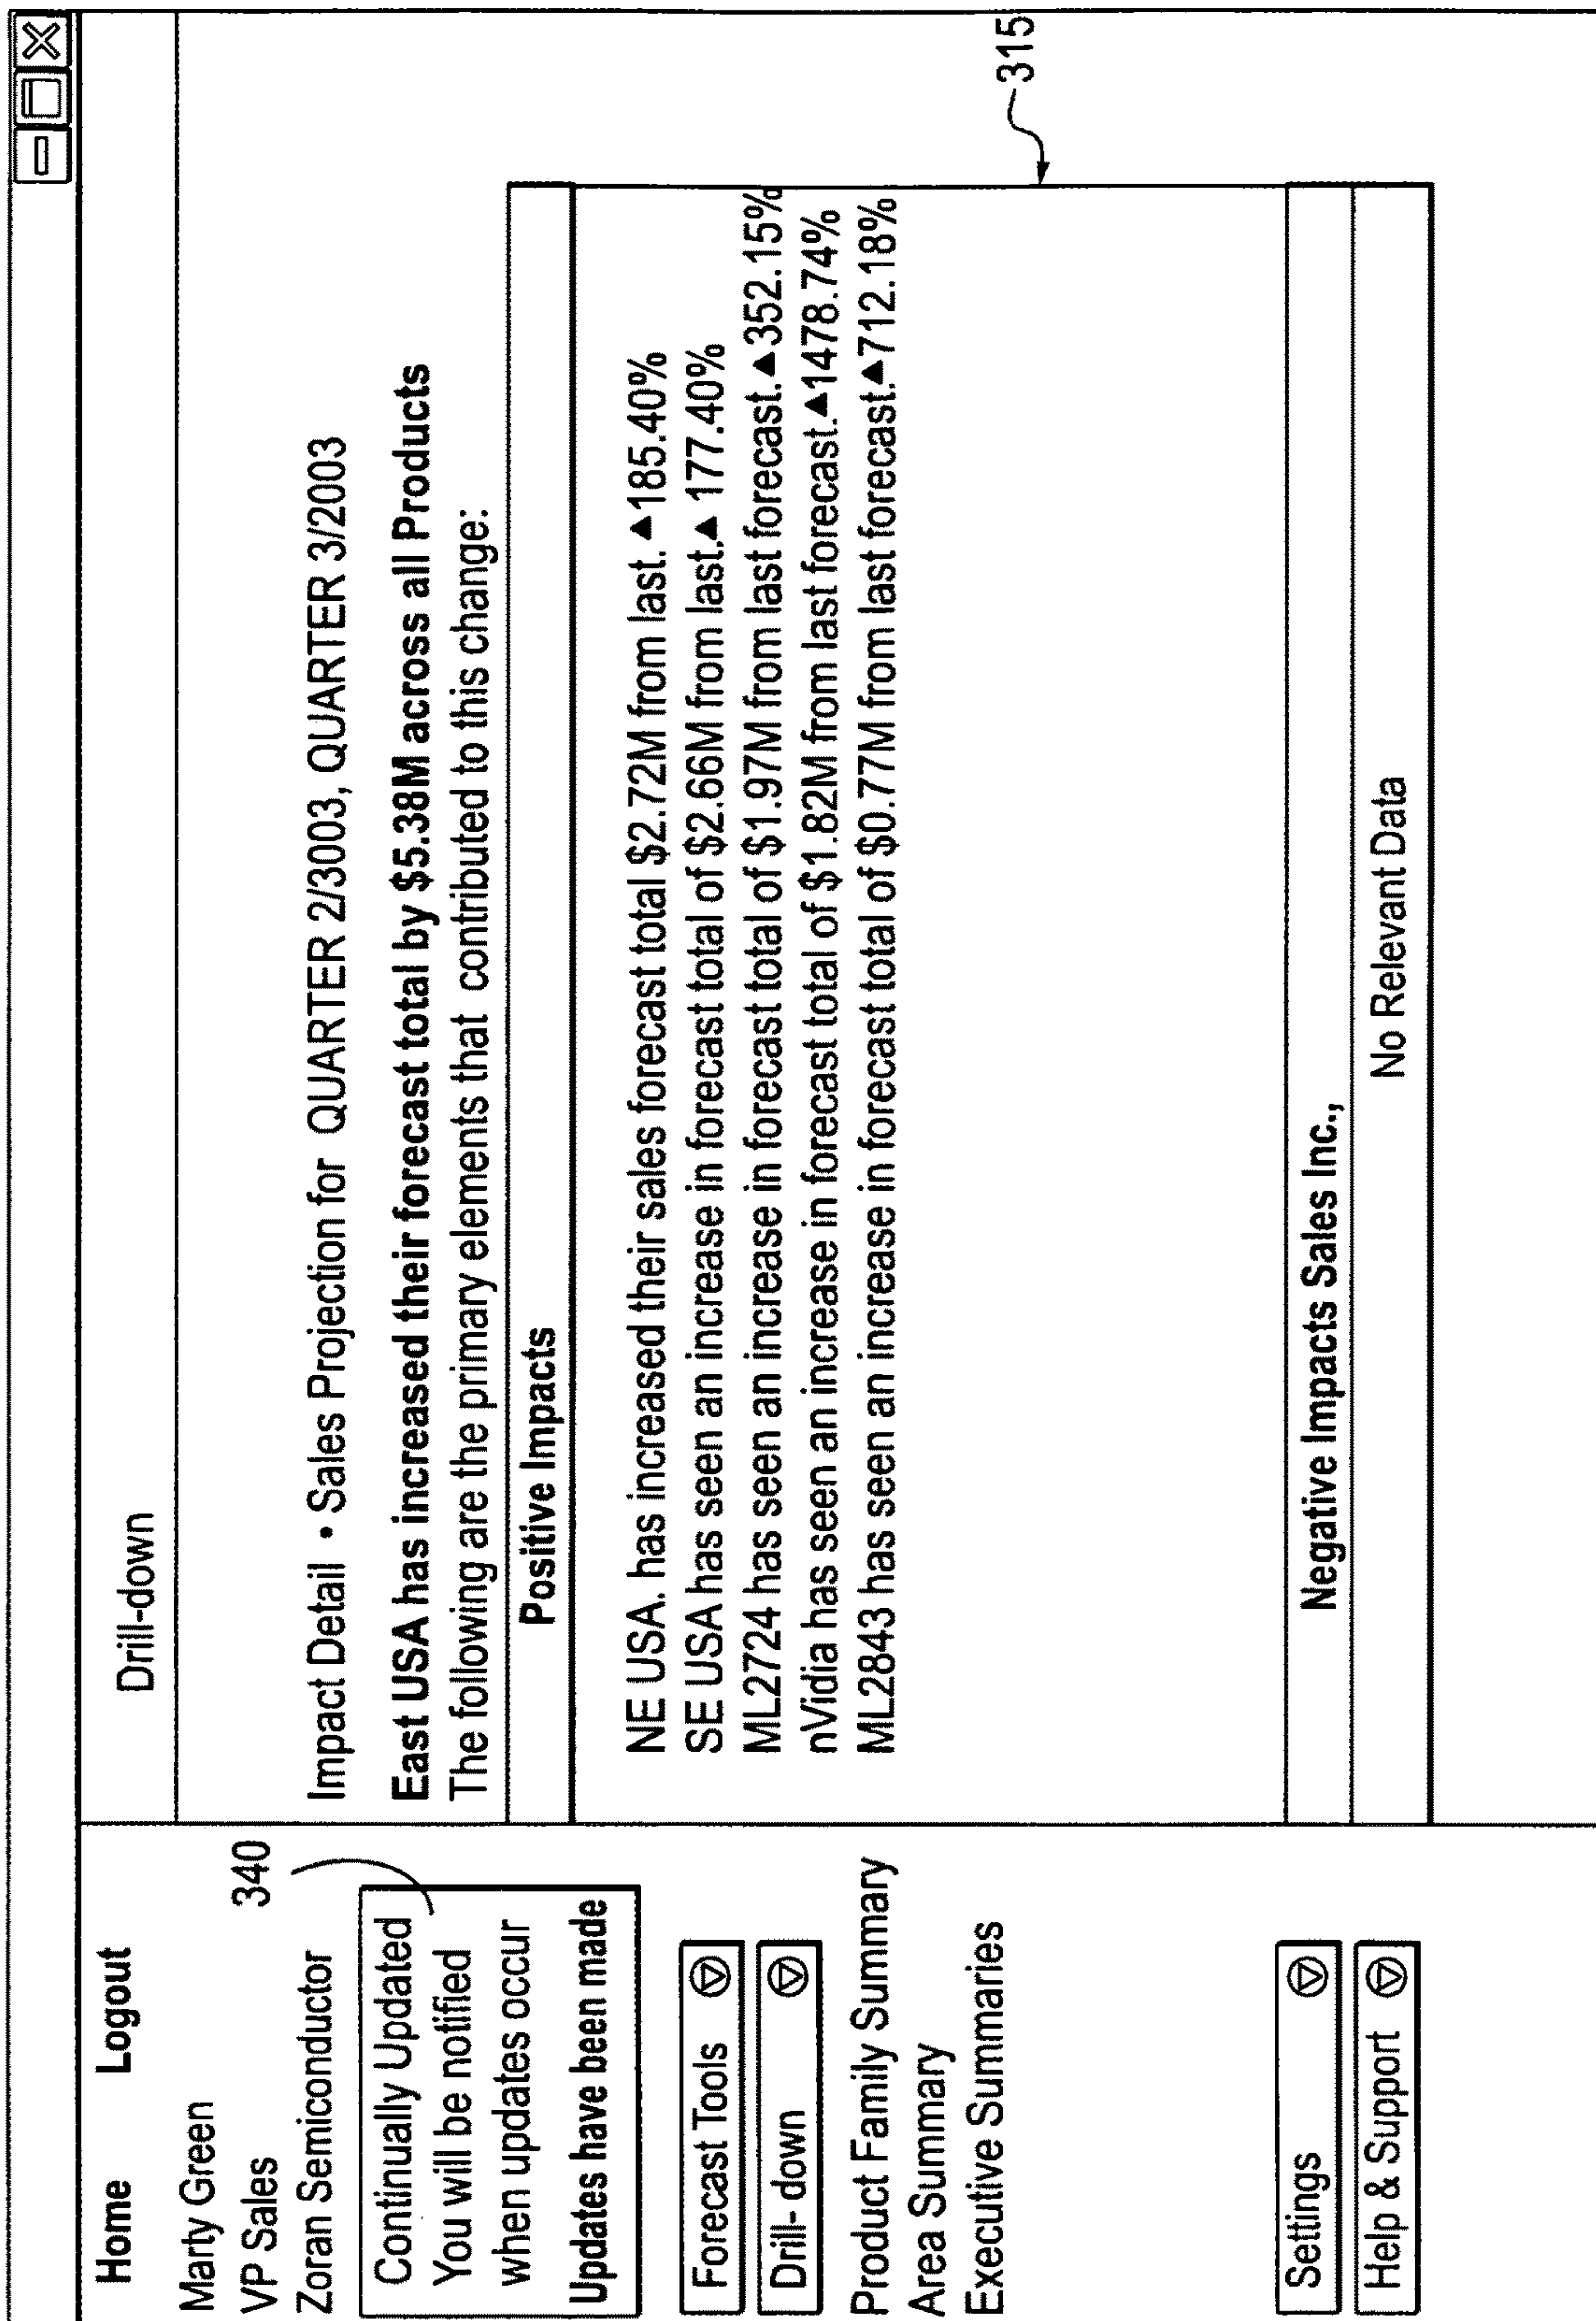 Home Logout
Marty Green
VP Sales
Zoran Semiconductor
340
Continually Updated
You will be notified
when updates occur
Updates have been made
Forecast Tools
Drill- down
Product Family Summary
Area Summary
Executive Summaries
Settings
Help & Support
Drill-down
Impact Detail • Sales Projection for QUARTER 2/3003, QUARTER 3/2003
East USA has increased their forecast total by $5.38M across all Products
The following are the primary elements that contributed to this change:
Positive Impacts
NE USA. has increased their sales forecast total $2.72M from last. ▲185.40%
SE USA has seen an increase in forecast total of $2.66M from last.▲ 177.40%
ML2724 has seen an increase in forecast total of $1.97M from last forecast.▲352.15%
nVidia has seen an increase in forecast total of $1.82M from last forecast.▲1478.74%
ML2843 has seen an increase in forecast total of $0.77M from last forecast.▲712.18%
315
Negative Impacts Sales Inc.,
No Relevant Data